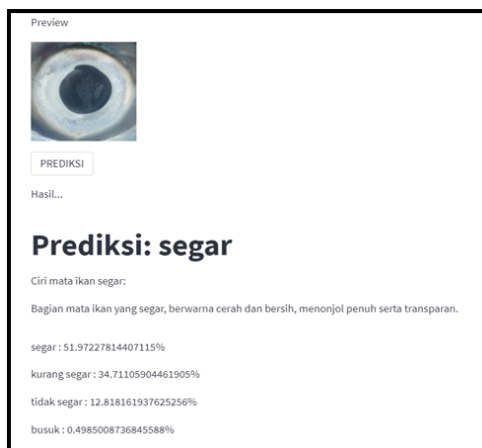 Preview
PREDIKSI
Hasil...
Prediksi: segar
Ciri mata ikan segar:
Bagian mata ikan yang segar, berwarna cerah dan bersih, menonjol penuh serta transparan.
segar : 51.97227814407115%
kurang segar : 34.71105904461905%
tidak segar : 12.818161937625256%
busuk : 0.4985008736845588%